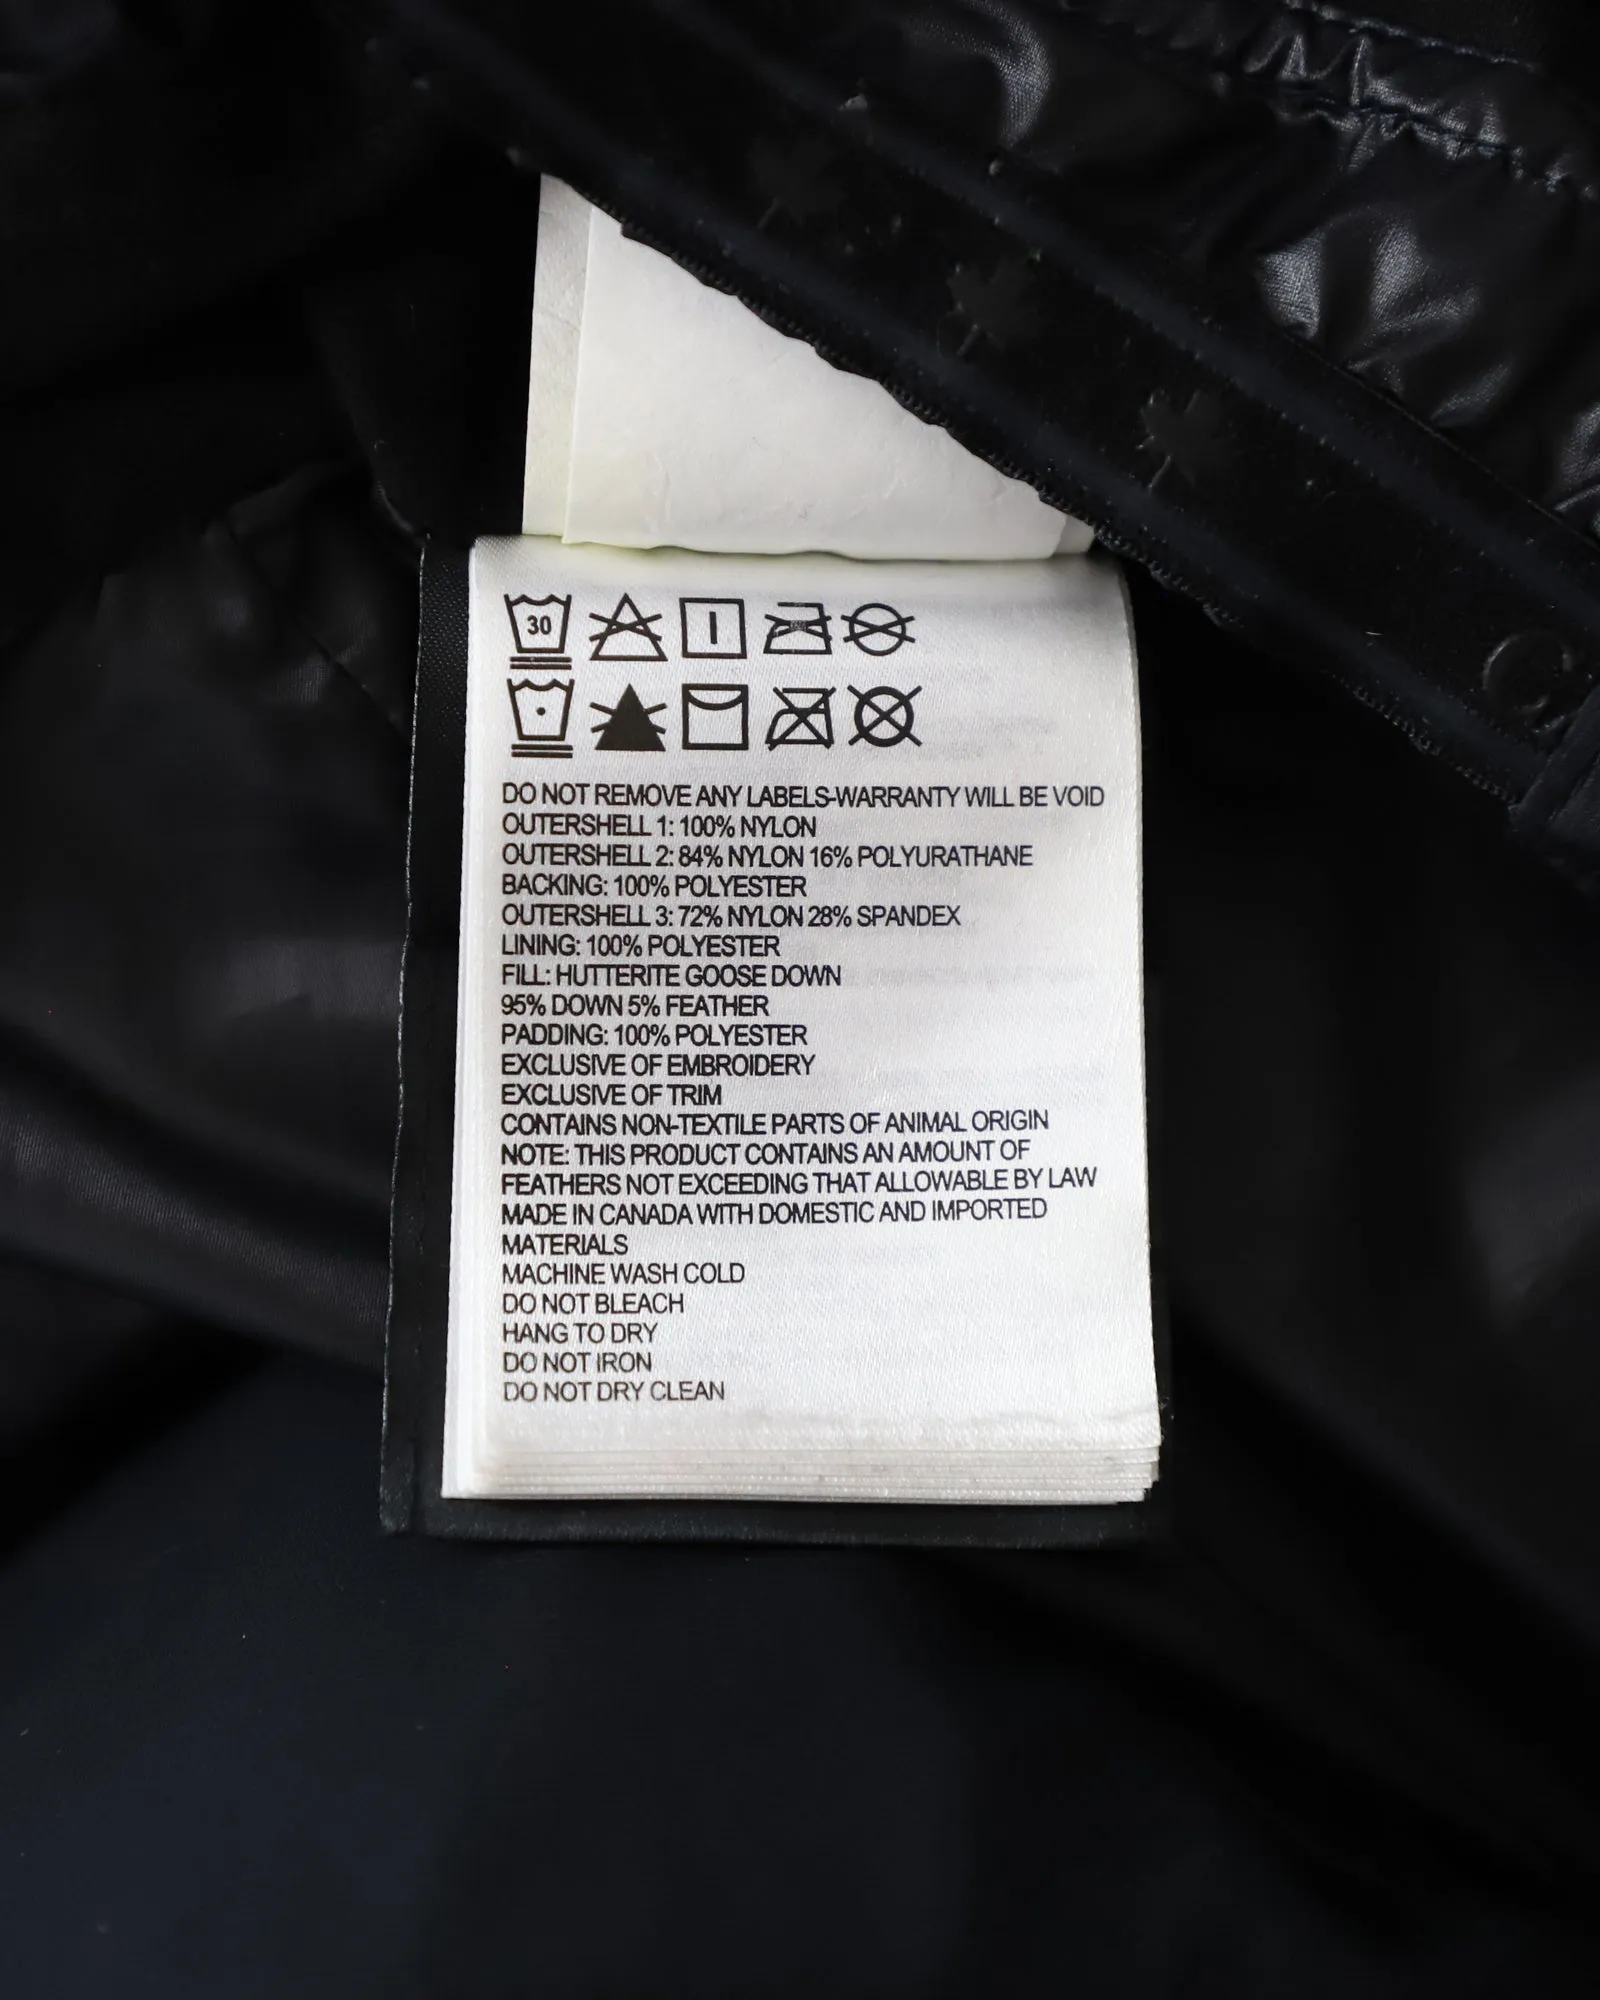 30
DO NOT REMOVE ANY LABELS-WARRANTY WILL BE VOID
OUTERSHELL 1: 100% NYLON
OUTERSHELL 2: 84% NYLON 16% POLYURATHANE
BACKING: 100% POLYESTER
OUTERSHELL 3: 72% NYLON 28% SPANDEX
LINING: 100% POLYESTER
FILL: HUTTERITE GOOSE DOWN
95% DOWN 5% FEATHER
PADDING: 100% POLYESTER
EXCLUSIVE OF EMBROIDERY
EXCLUSIVE OF TRIM
CONTAINS NON-TEXTILE PARTS OF ANIMAL ORIGIN
NOTE: THIS PRODUCT CONTAINS AN AMOUNT OF
FEATHERS NOT EXCEEDING THAT ALLOWABLE BY LAW
MADE IN CANADA WITH DOMESTIC AND IMPORTED
MATERIALS
MACHINE WASH COLD
DO NOT BLEACH
HANG TO DRY
DO NOT IRON
DO NOT DRY CLEAN